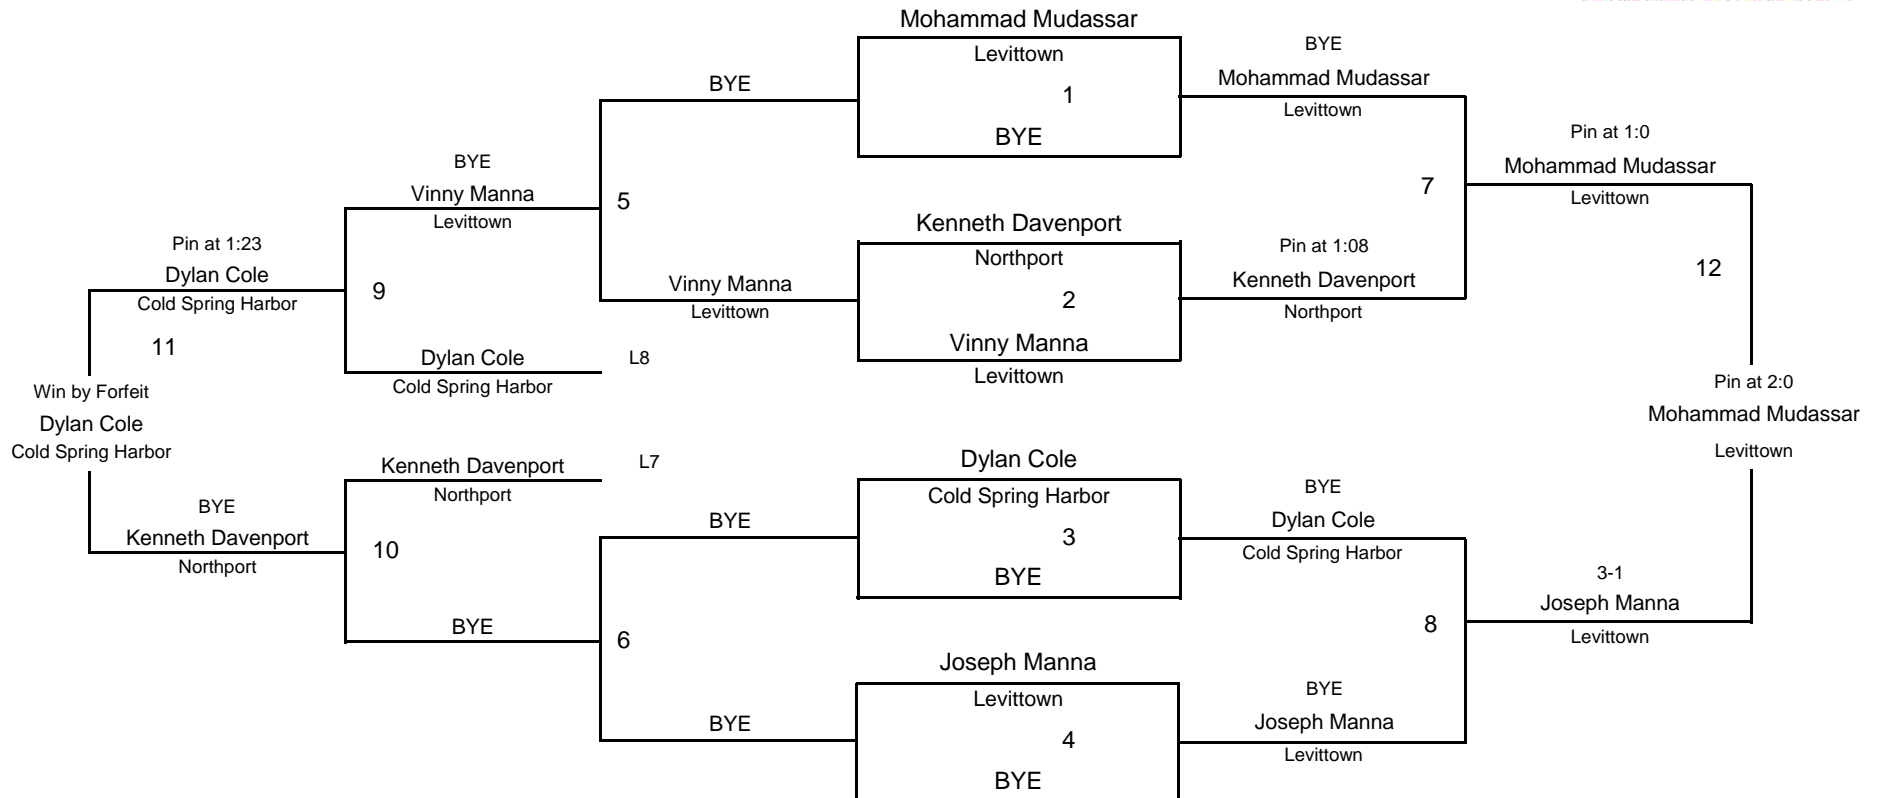 Mohammad Mudassar
Levittown
1
BYE
BYE
Mohammad Mudassar
Levittown
BYE
Pin at 1:0
Mohammad Mudassar
Levittown
7
BYE
Vinny Manna
Levittown
5
Kenneth Davenport
Northport
2
Vinny Manna
Levittown
Pin at 1:08
Kenneth Davenport
Northport
12
Pin at 1:23
Dylan Cole
Cold Spring Harbor
9
Vinny Manna
Levittown
11
Dylan Cole
Cold Spring Harbor
L8
Win by Forfeit
Dylan Cole
Cold Spring Harbor
Pin at 2:0
Mohammad Mudassar
Levittown
Kenneth Davenport
Northport
L7
Dylan Cole
Cold Spring Harbor
3
BYE
BYE
Dylan Cole
Cold Spring Harbor
BYE
Kenneth Davenport
Northport
10
BYE
BYE
6
3-1
Joseph Manna
Levittown
8
Joseph Manna
Levittown
4
BYE
BYE
BYE
Joseph Manna
Levittown